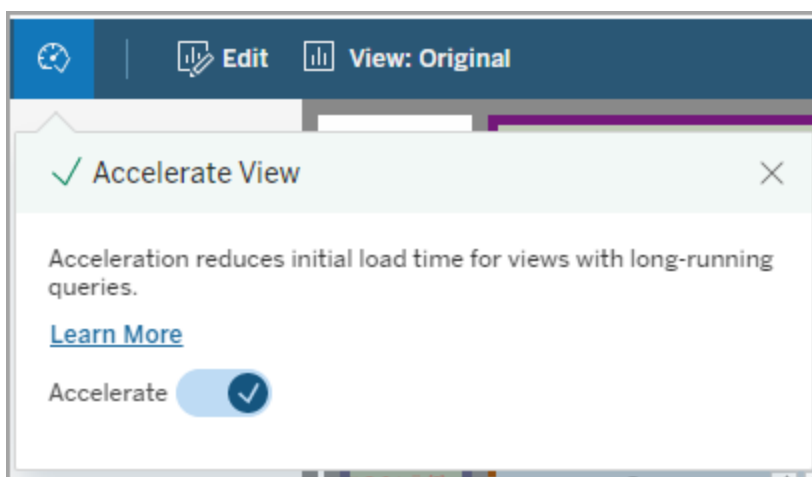 Edit View: Original
Accelerate View
Acceleration reduces initial load time for views with long-running
queries.
Learn More
Accelerate